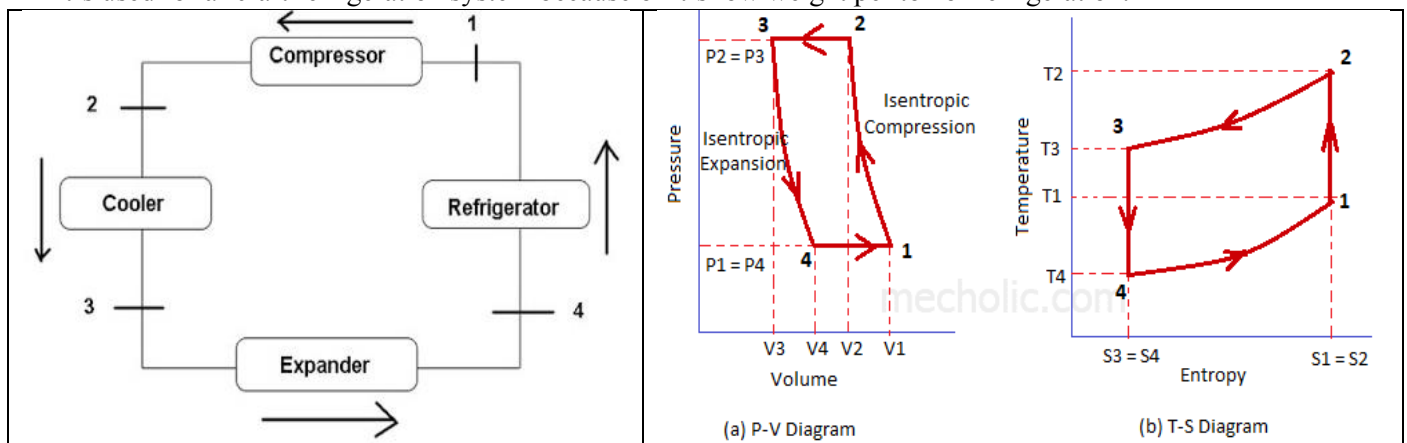 1
Compressor
2
Cooler
Refrigerator
3
4
Expander
3
2
P2 = P3
Isentropic
Compression
Isentropic
Expansion
Pressure
P1 = P4
4
1
V3
V4
V2
V1
Volume
(a) P-V Diagram
mecholic.com
2
T2
3
T3
T1
1
Temperature
T4
4
S3 = S4
S1 = S2
Entropy
(b) T-S Diagram